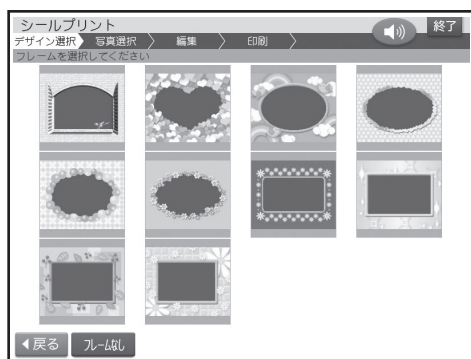 シールプリント
終了
デザイン選択 写真選択 編集 印刷
フレームを選択してください
戻る フレームなし